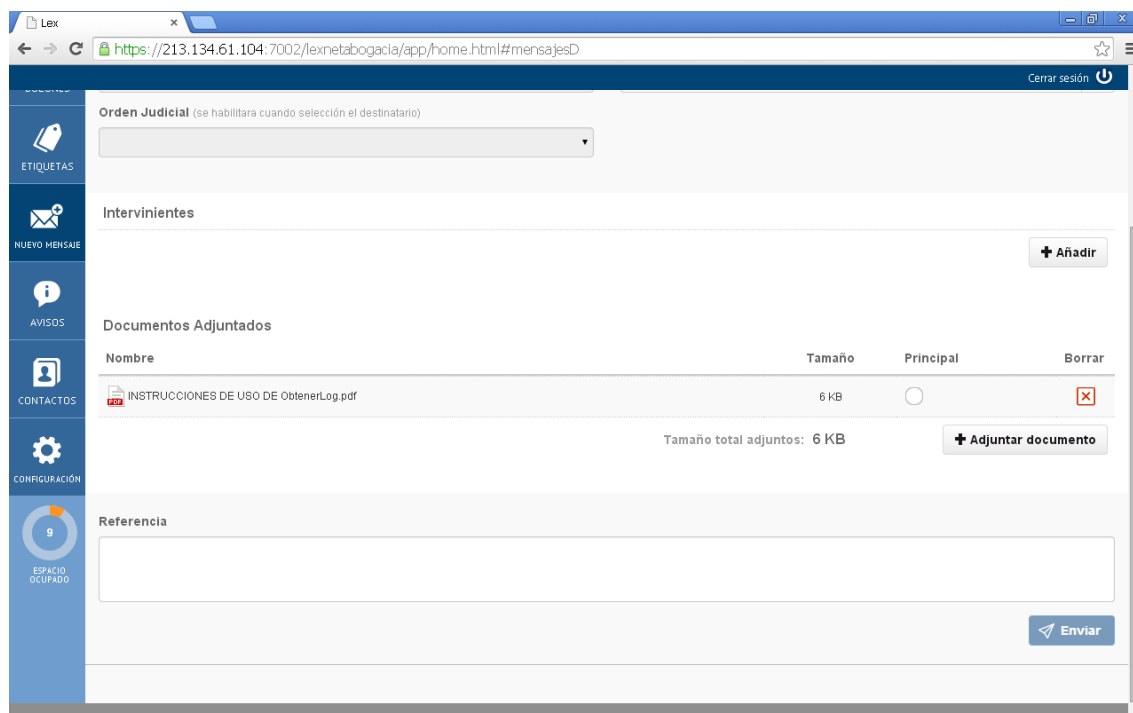 Lex
https://213.134.61.104:7002/lexnetabogacia/app/home.html#mensajesD
Cerrar sesión
Orden Judicial (se habilitara cuando selección el destinatario)
ETIQUETAS
Intervinientes
NUEVO MENSAJE
Añadir
AVISOS
Documentos Adjuntados
Nombre Tamaño Principal Borrar
CONTACTOS
PDF INSTRUCCIONES DE USO DE ObtenerLog.pdf 6 KB
Tamaño total adjuntos: 6 KB
Adjuntar documento
CONFIGURACIÓN
Referencia
9
ESPACIO
OCUPADO
Enviar